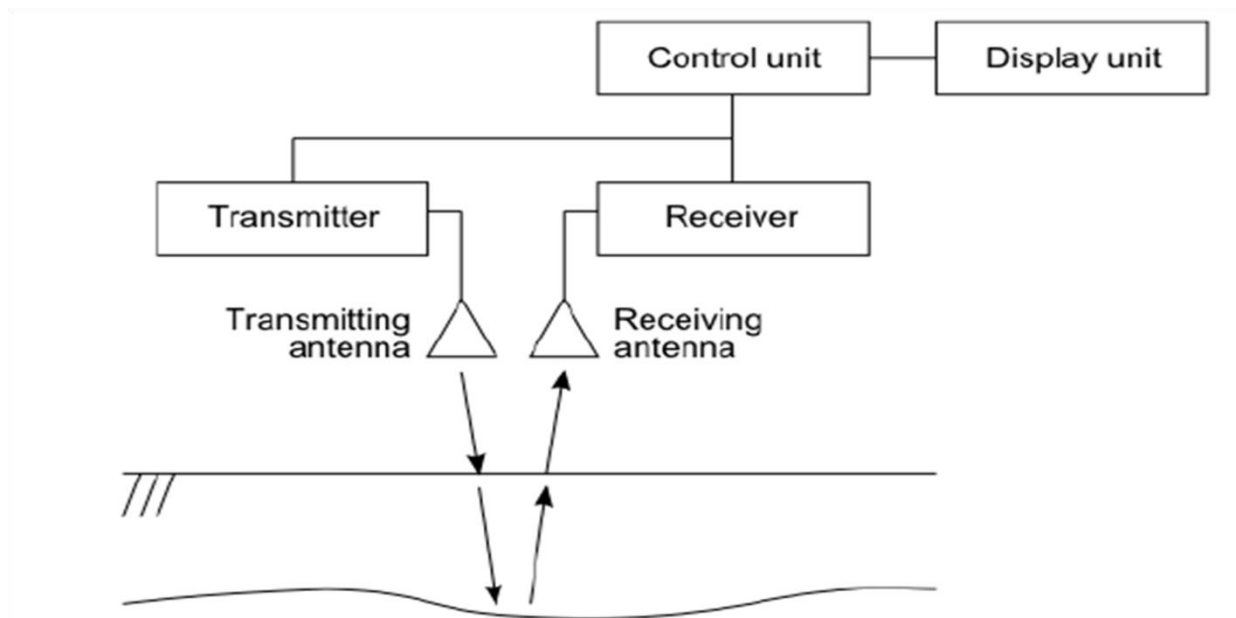 Control unit
Display unit
Transmitter
Receiver
Transmitting
antenna
Receiving
antenna